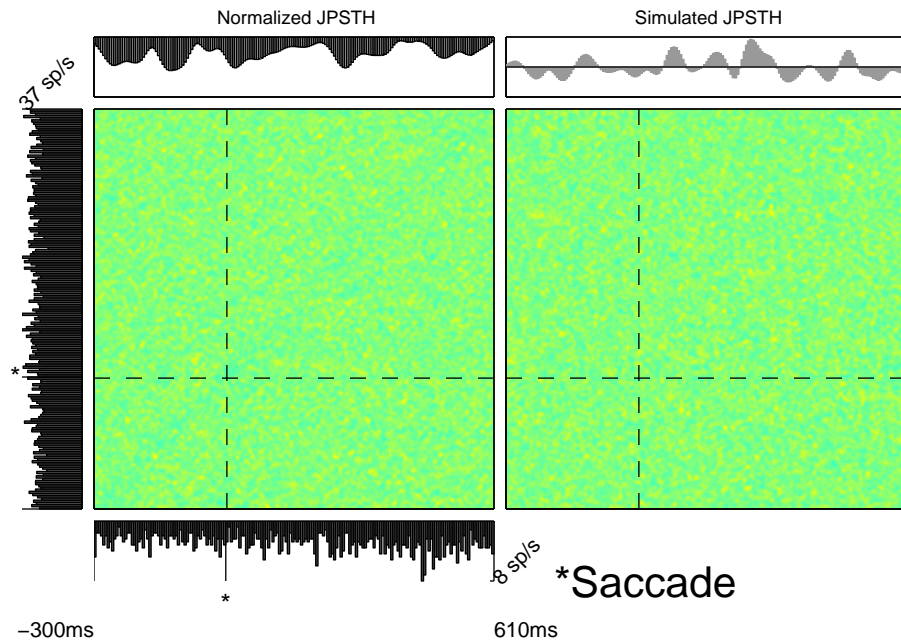 Normalized JPSTH
Simulated JPSTH
37 sp/s
*
8 sp/s
*Saccade
*
−300ms
610ms